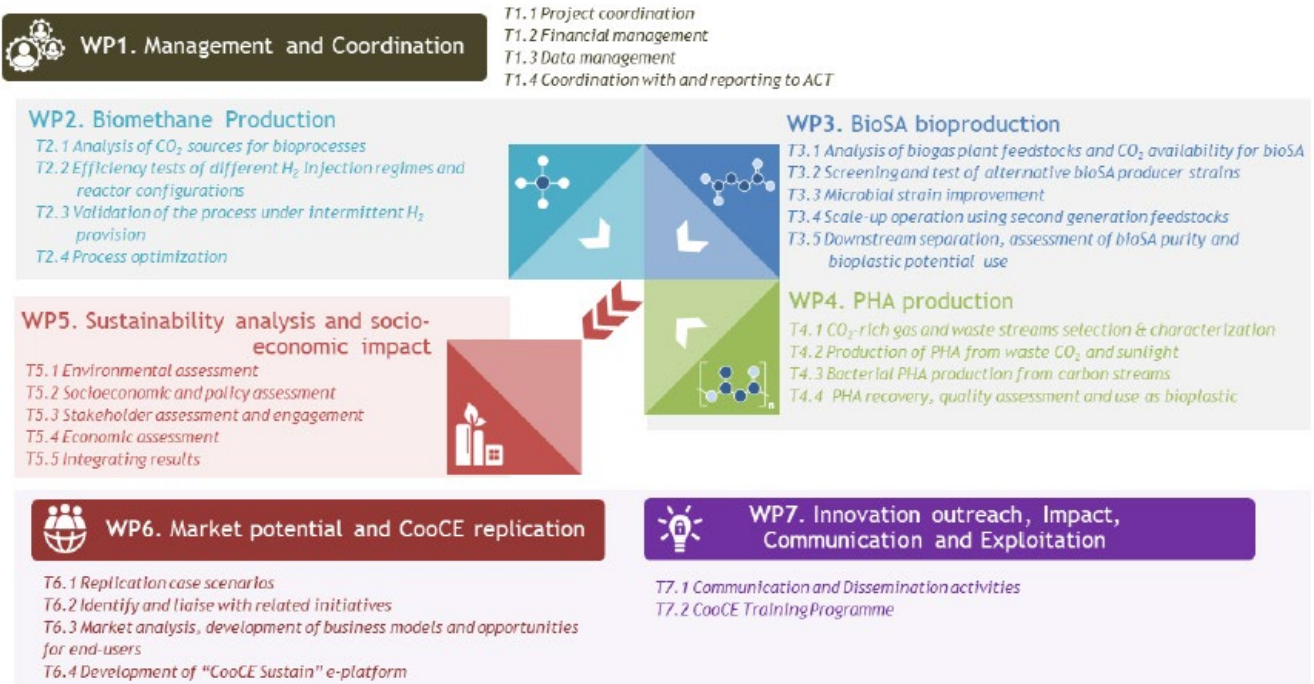 WP1. Management and Coordination
T1.1 Project coordination
T1.2 Financial management
T1.3 Data management
T1.4 Coordination with and reporting to ACT
WP2. Biomethane Production
T2.1 Analysis of CO₂ sources for bioprocesses
T2.2 Efficiency tests of different H₂ injection regimes and
reactor configurations
T2.3 Validation of the process under intermittent H₂
provision
T2.4 Process optimization
WP3. BioSA bioproduction
T3.1 Analysis of biogas plant feedstocks and CO₂ availability for bioSA
T3.2 Screening and test of alternative bioSA producer strains
T3.3 Microbial strain improvement
T3.4 Scale-up operation using second generation feedstocks
T3.5 Downstream separation, assessment of bioSA purity and
bioplastic potential use
WP4. PHA production
T4.1 CO₂-rich gas and waste streams selection & characterization
T4.2 Production of PHA from waste CO₂ and sunlight
T4.3 Bacterial PHA production from carbon streams
T4.4 PHA recovery, quality assessment and use as bioplastic
n
WP5. Sustainability analysis and socio-
economic impact
T5.1 Environmental assessment
T5.2 Socioeconomic and policy assessment
T5.3 Stakeholder assessment and engagement
T5.4 Economic assessment
T5.5 Integrating results
WP6. Market potential and CooCE replication
T6.1 Replication case scenarios
T6.2 Identify and liaise with related initiatives
T6.3 Market analysis, development of business models and opportunities
for end-users
T6.4 Development of “CooCE Sustain” e-platform
WP7. Innovation outreach, Impact,
Communication and Exploitation
T7.1 Communication and Dissemination activities
T7.2 CooCE Training Programme